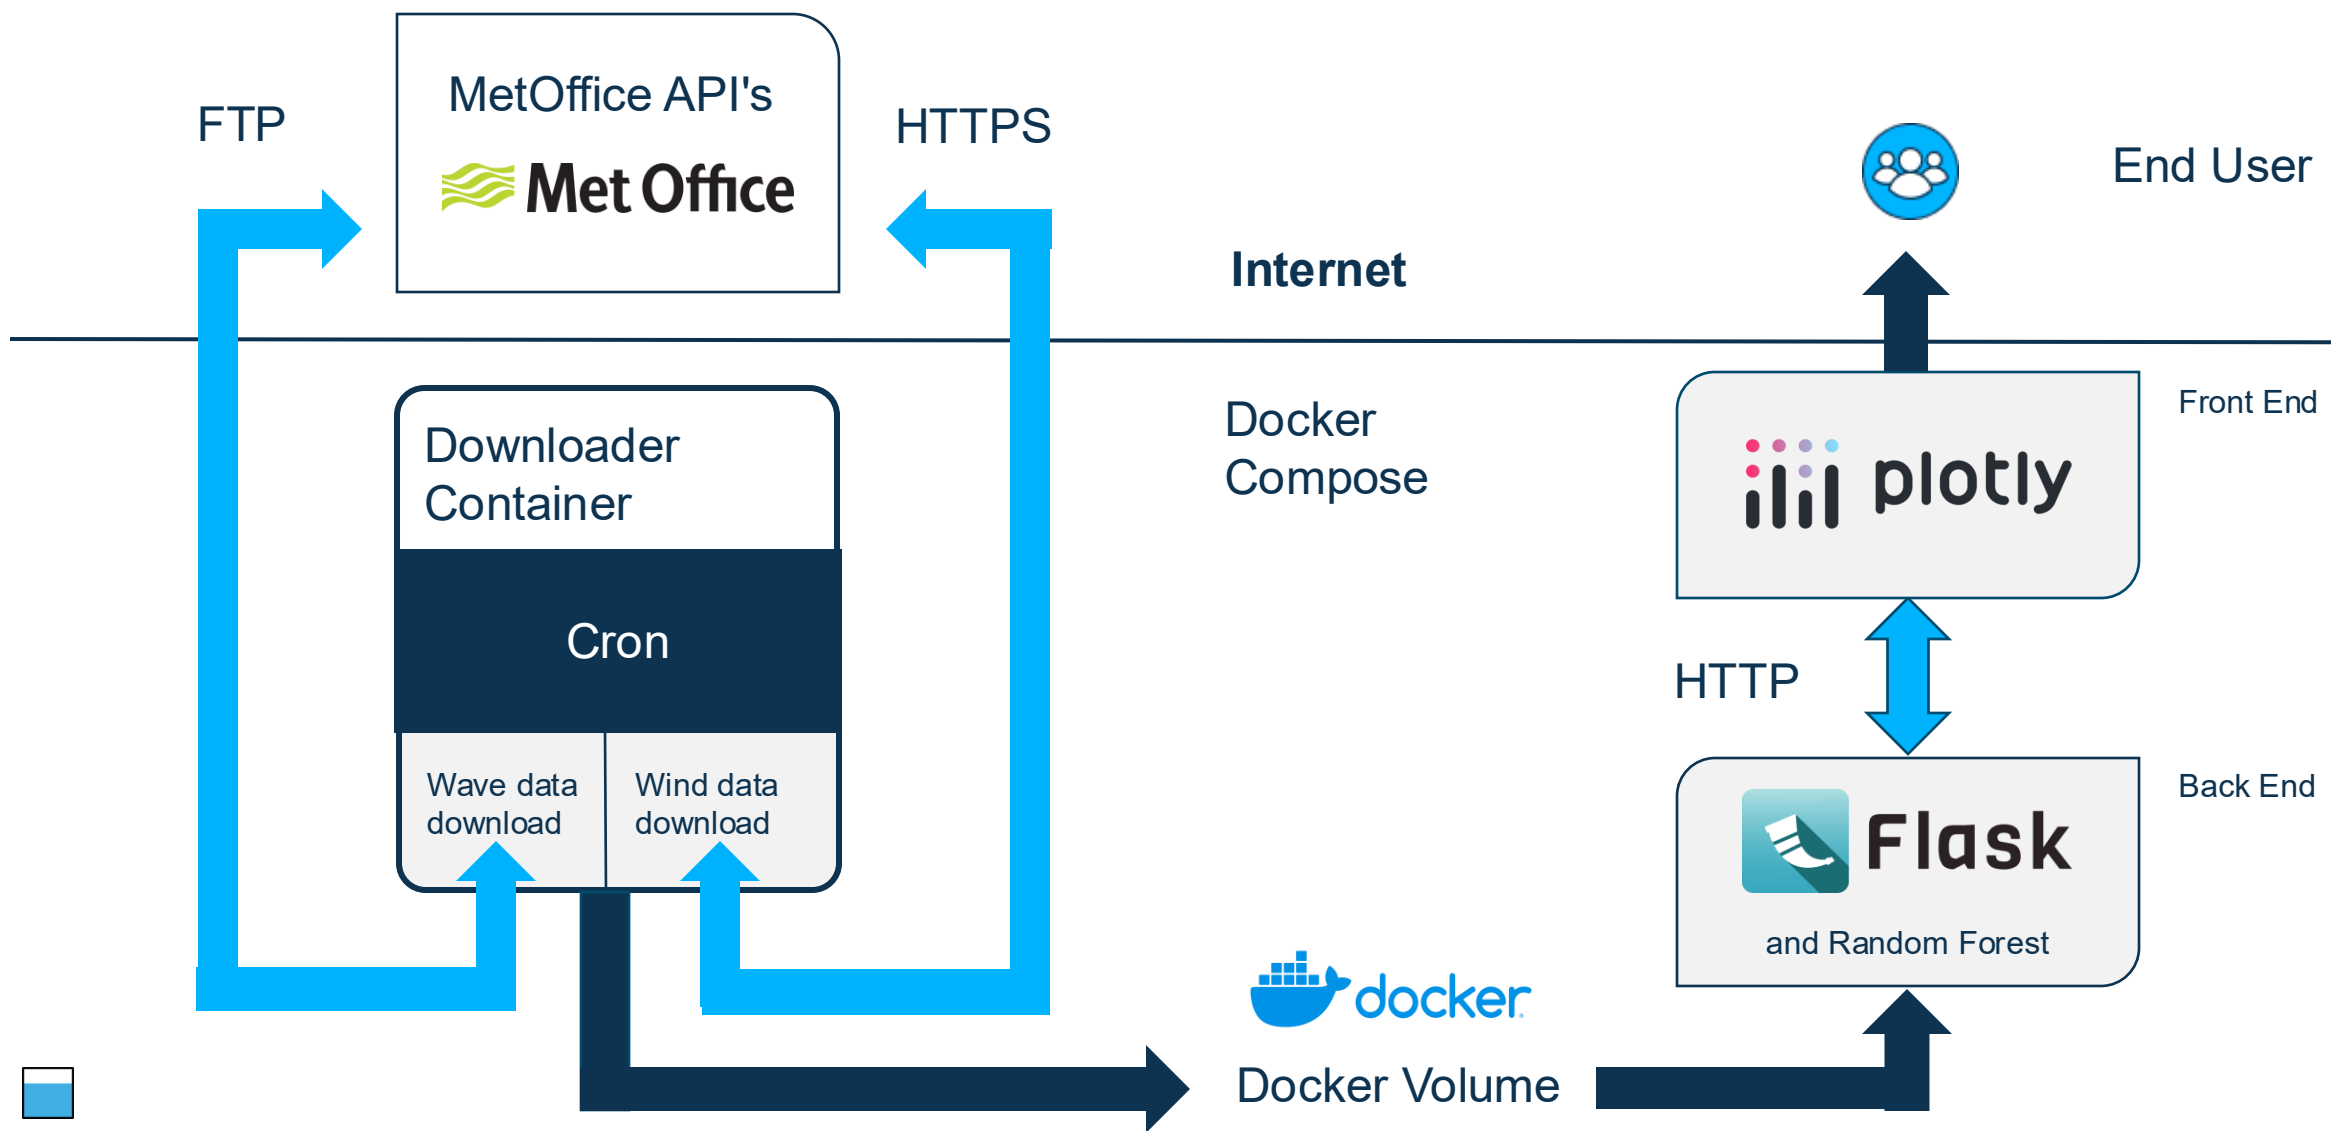 MetOffice API's
FTP
HTTPS
Met Office
End User
Internet
Downloader
Container
Docker
Compose
Front End
plotly
Cron
HTTP
Wave data
download
Wind data
download
Back End
Flask
and Random Forest
docker
Docker Volume